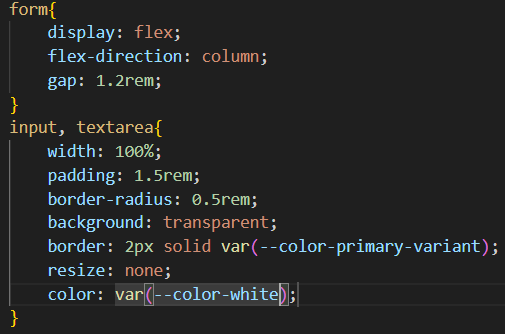 form{
    display: flex;
    flex-direction: column;
    gap: 1.2rem;
}
input, textarea{
    width: 100%;
    padding: 1.5rem;
    border-radius: 0.5rem;
    background: transparent;
    border: 2px solid var(--color-primary-variant);
    resize: none;
    color: var(--color-white);
}